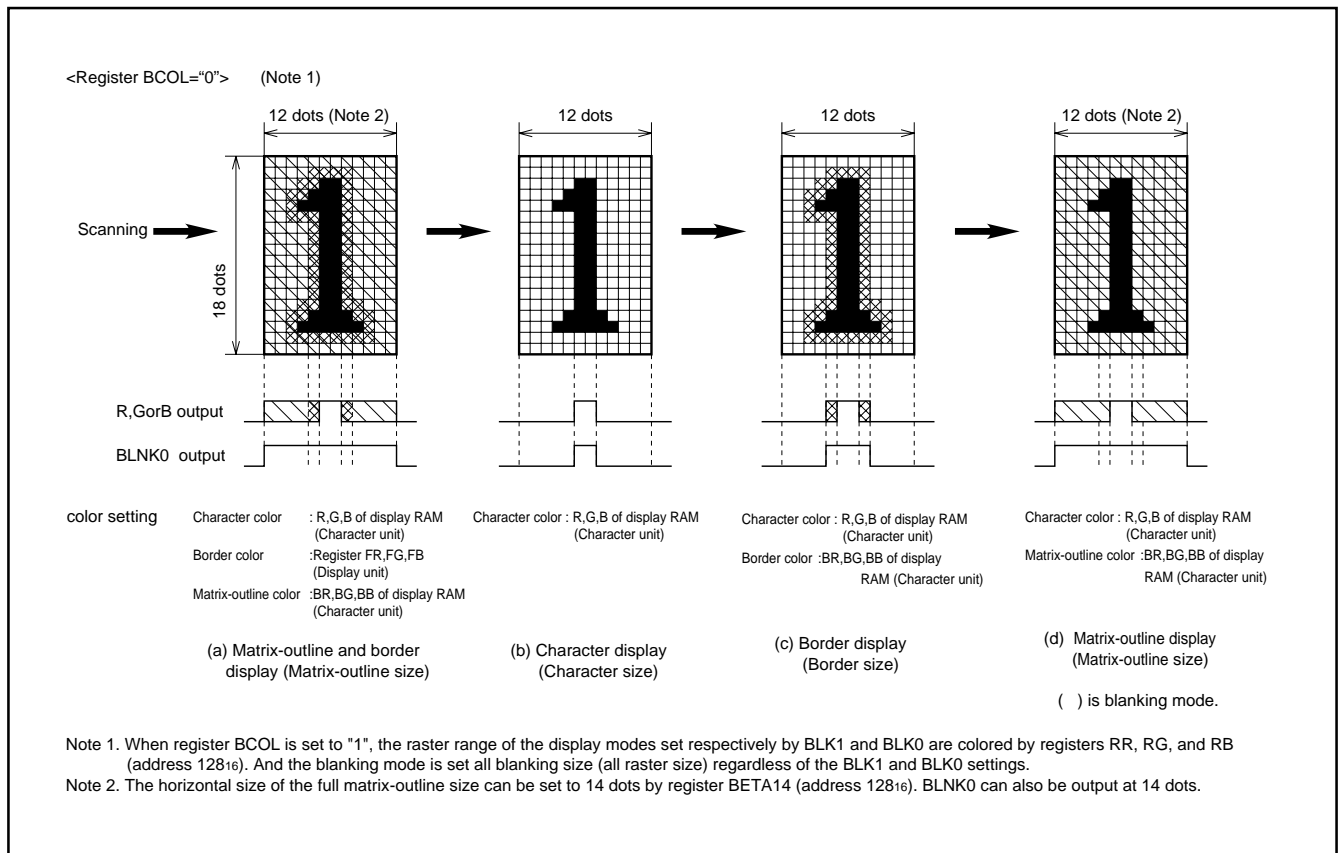 <Register BCOL=“0”> (Note 1)
12 dots (Note 2) 12 dots 12 dots 12 dots (Note 2)
Scanning
18 dots
R,GorB output
BLNK0 output
color setting
Character color : R,G,B of display RAM
(Character unit)
Border color :Register FR,FG,FB
(Display unit)
Matrix-outline color :BR,BG,BB of display RAM
(Character unit)
(a) Matrix-outline and border
display (Matrix-outline size)
Character color : R,G,B of display RAM
(Character unit)
(b) Character display
(Character size)
Character color : R,G,B of display RAM
(Character unit)
Border color :BR,BG,BB of display
RAM (Character unit)
(c) Border display
(Border size)
Character color : R,G,B of display RAM
(Character unit)
Matrix-outline color :BR,BG,BB of display
RAM (Character unit)
(d) Matrix-outline display
(Matrix-outline size)
( ) is blanking mode.
Note 1. When register BCOL is set to "1", the raster range of the display modes set respectively by BLK1 and BLK0 are colored by registers RR, RG, and RB
(address 12816). And the blanking mode is set all blanking size (all raster size) regardless of the BLK1 and BLK0 settings.
Note 2. The horizontal size of the full matrix-outline size can be set to 14 dots by register BETA14 (address 12816). BLNK0 can also be output at 14 dots.